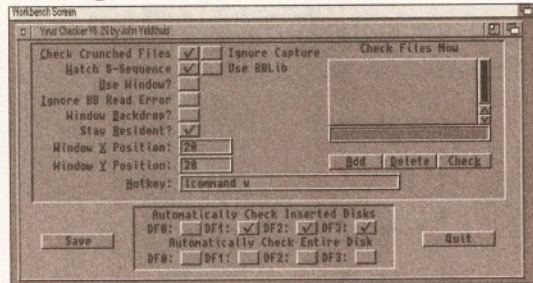 Workbench Screen
Virus Checker V6.26 by John Veldthuis
Check Crunched Files
Ignore Capture
Check Files Now
Watch S-Sequence
Use BBLib
Use Window?
Ignore BB Read Error
Window Backdrop?
Stay Resident?
Window X Position: 20
Window Y Position: 20
Add Delete Check
Hotkey: lcommand v
Automatically Check Inserted Disks
DF0: DF1: DF2: DF3:
Save
Quit
Automatically Check Entire Disk
DF0: DF1: DF2: DF3: